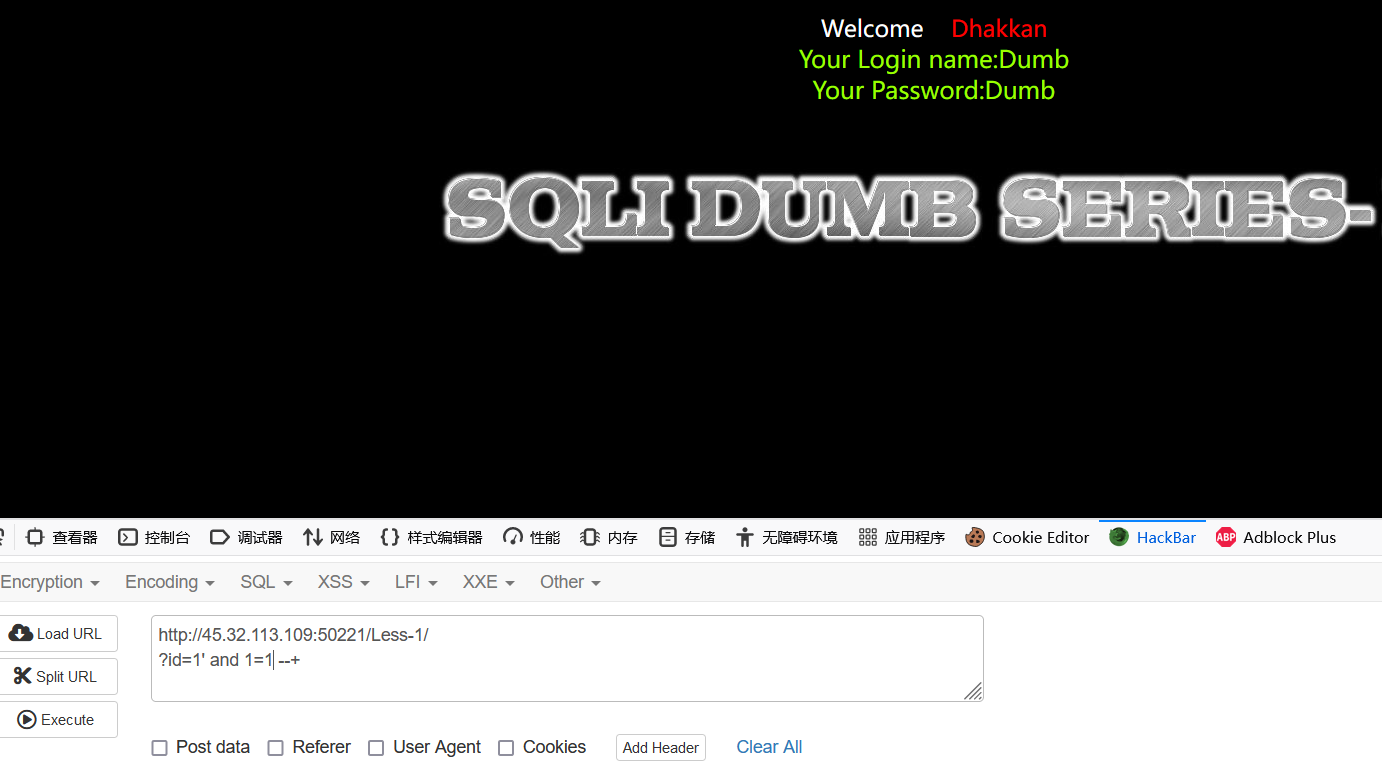 Welcome Dhakkan
Your Login name:Dumb
Your Password:Dumb
SQLI DUMB SERIES-
查看器 控制台 调试器 网络 样式编辑器 性能 内存 存储 无障碍环境 应用程序 Cookie Editor HackBar ABP Adblock Plus
Encryption Encoding SQL XSS LFI XXE Other
Load URL
http://45.32.113.109:50221/Less-1/
?id=1' and 1=1 --+
Split URL
Execute
Post data Referer User Agent Cookies Add Header Clear All